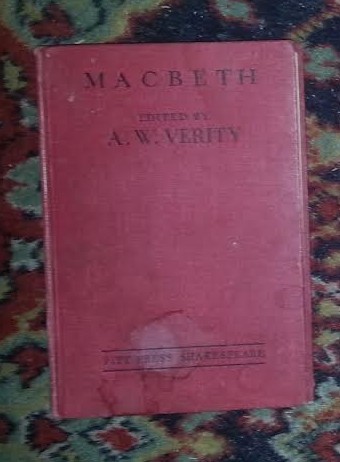 MACBETH
EDITED BY
A. W. VERITY
PITT PRESS SHAKESPEARE